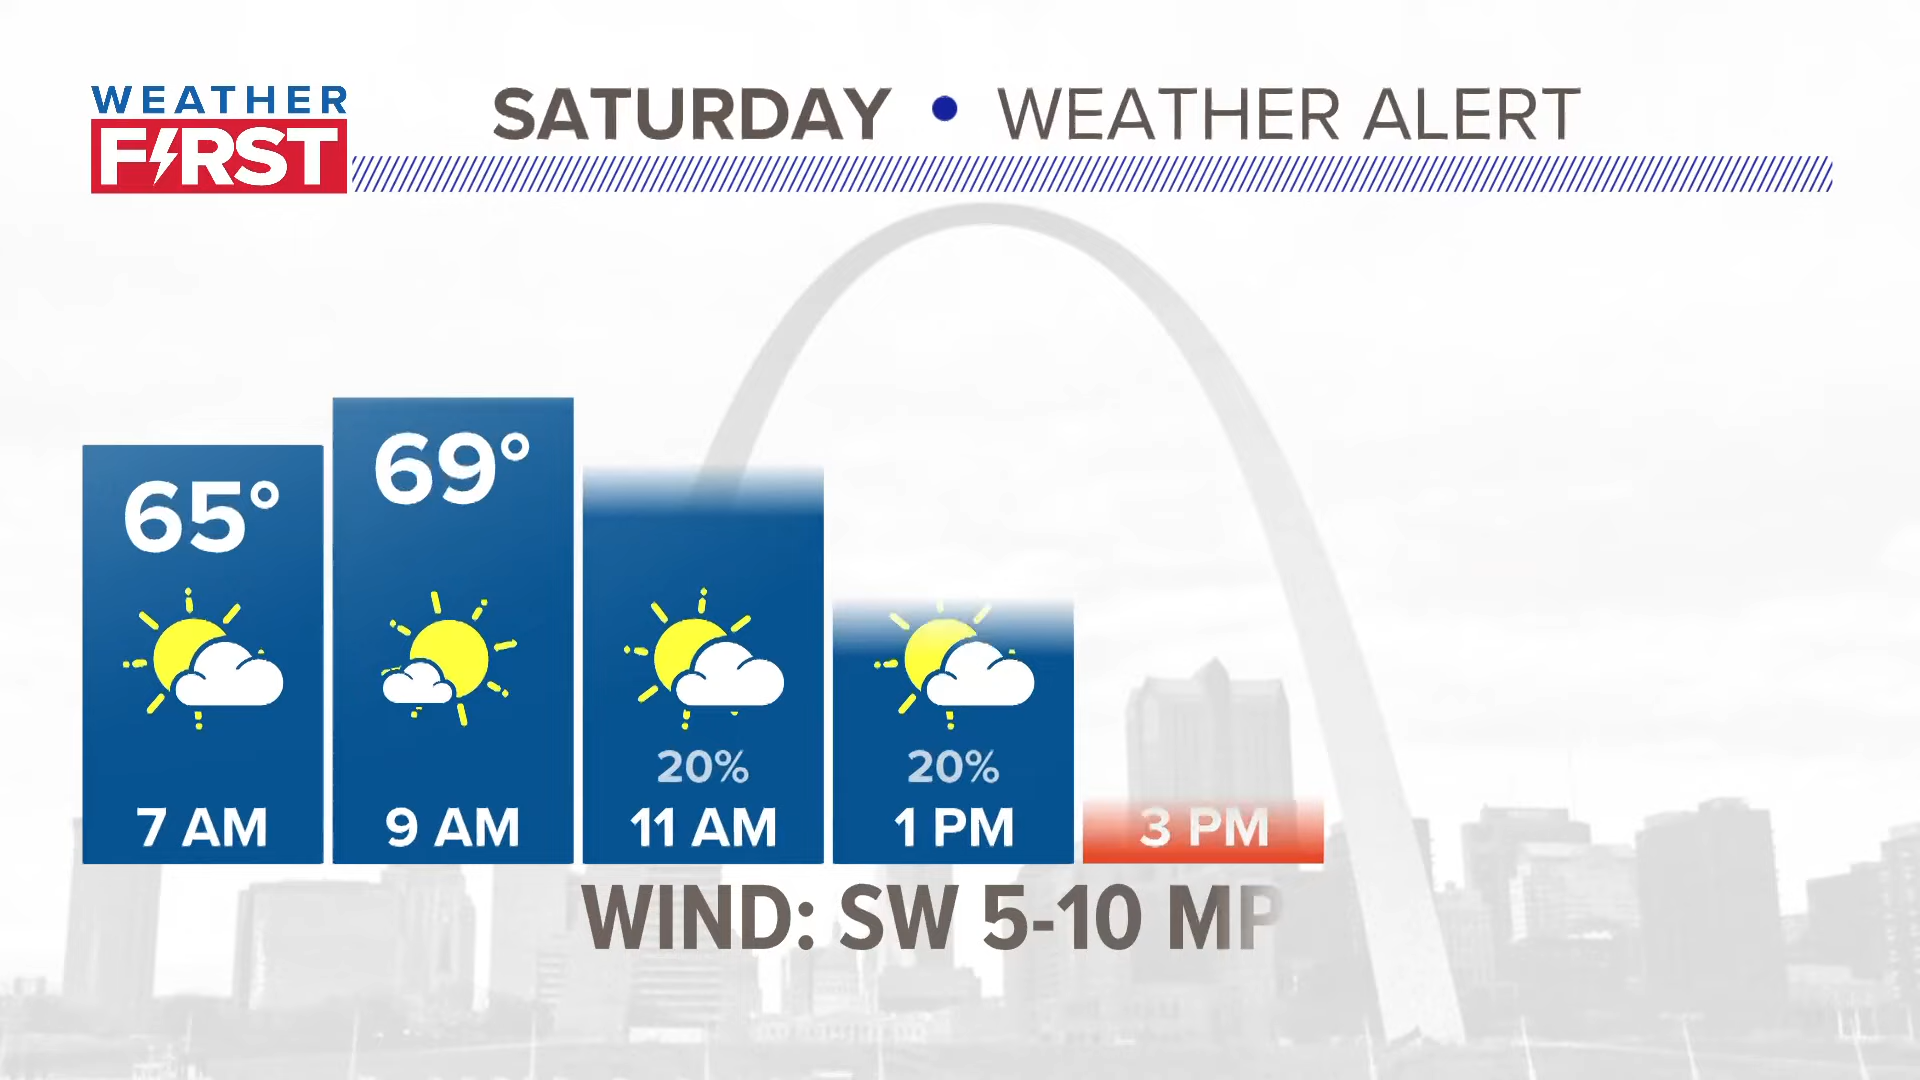 WEATHER
FIRST
SATURDAY • WEATHER ALERT
65°
69°
20%
20%
7 AM
9 AM
11 AM
1 PM
3 PM
WIND: SW 5-10 MP